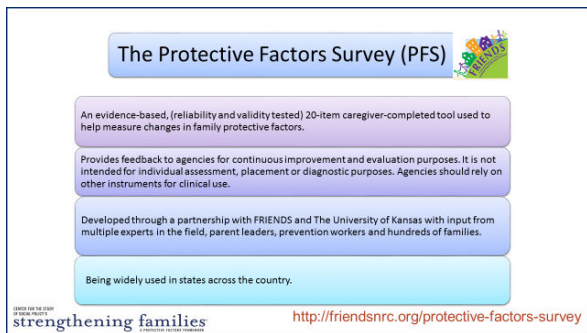 The Protective Factors Survey (PFS)
FRIENDS
An evidence-based, (reliability and validity tested) 20-item caregiver-completed tool used to
help measure changes in family protective factors.
Provides feedback to agencies for continuous improvement and evaluation purposes. It is not
intended for individual assessment, placement or diagnostic purposes. Agencies should rely on
other instruments for clinical use.
Developed through a partnership with FRIENDS and The University of Kansas with input from
multiple experts in the field, parent leaders, prevention workers and hundreds of families.
Being widely used in states across the country.
CENTER FOR THE STUDY
OF SOCIAL POLICY'S
strengthening families
A PROTECTIVE FACTORS FRAMEWORK
http://friendsnrc.org/protective-factors-survey